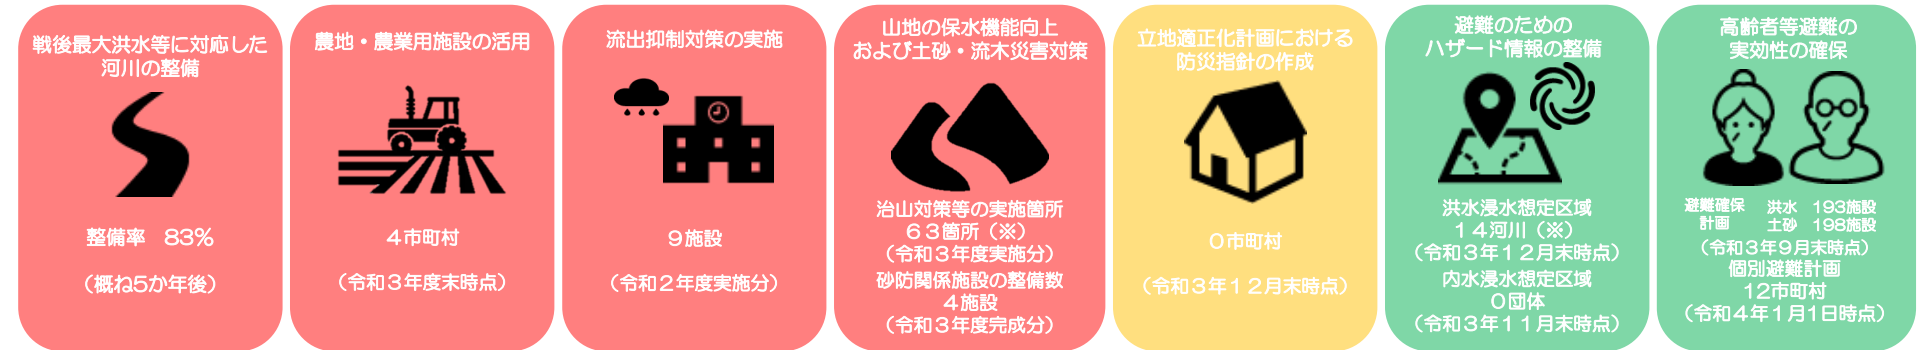 戦後最大洪水等に対応した
河川の整備
整備率　83％
（概ね5か年後）
農地・農業用施設の活用
４市町村
（令和３年度末時点）
流出抑制対策の実施
９施設
（令和２年度実施分）
山地の保水機能向上
および土砂・流木災害対策
治山対策等の実施箇所
６３箇所（※）
（令和３年度実施分）
砂防関係施設の整備数
４施設
（令和３年度完成分）
立地適正化計画における
防災指針の作成
０市町村
（令和３年１２月末時点）
避難のための
ハザード情報の整備
洪水浸水想定区域
１４河川（※）
（令和３年１２月末時点）
内水浸水想定区域
０団体
（令和３年１１月末時点）
高齢者等避難の
実効性の確保
避難確保
計画
洪水　193施設
土砂　198施設
（令和３年９月末時点）
個別避難計画
12市町村
（令和４年１月１日時点）